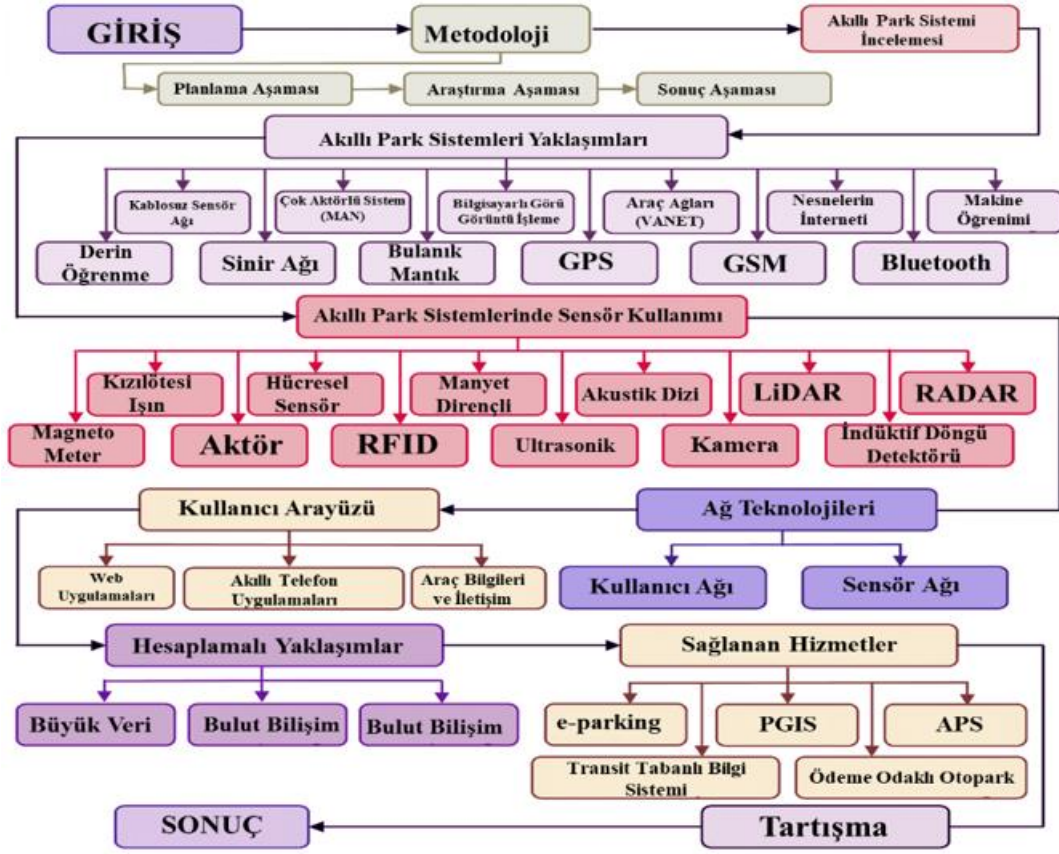 GİRİŞ
Metodoloji
Akıllı Park Sistemi
İncelemesi
Planlama Aşaması
Araştırma Aşaması
Sonuç Aşaması
Akıllı Park Sistemleri Yaklaşımları
Kablosuz Sensör
Ağı
Çok Aktörlü Sistem
(MAN)
Bilgisayarlı Görü
Görüntü İşleme
Araç Ağları
(VANET)
Nesnelerin
İnterneti
Makine
Öğrenimi
Derin
Öğrenme
Sinir Ağı
Bulanık
Mantık
GPS
GSM
Bluetooth
Akıllı Park Sistemlerinde Sensör Kullanımı
Kızılötesi
Işın
Hücresel
Sensör
Manyet
Dirençli
Akustik Dizi
LiDAR
RADAR
Magneto
Meter
Aktör
RFID
Ultrasonik
Kamera
İndüktif Döngü
Detektörü
Kullanıcı Arayüzü
Ağ Teknolojileri
Web
Uygulamaları
Akıllı Telefon
Uygulamaları
Araç Bilgileri
ve İletişim
Kullanıcı Ağı
Sensör Ağı
Hesaplamalı Yaklaşımlar
Sağlanan Hizmetler
Büyük Veri
Bulut Bilişim
Bulut Bilişim
e-parking
PGIS
APS
Transit Tabanlı Bilgi
Sistemi
Ödeme Odaklı Otopark
SONUÇ
Tartışma